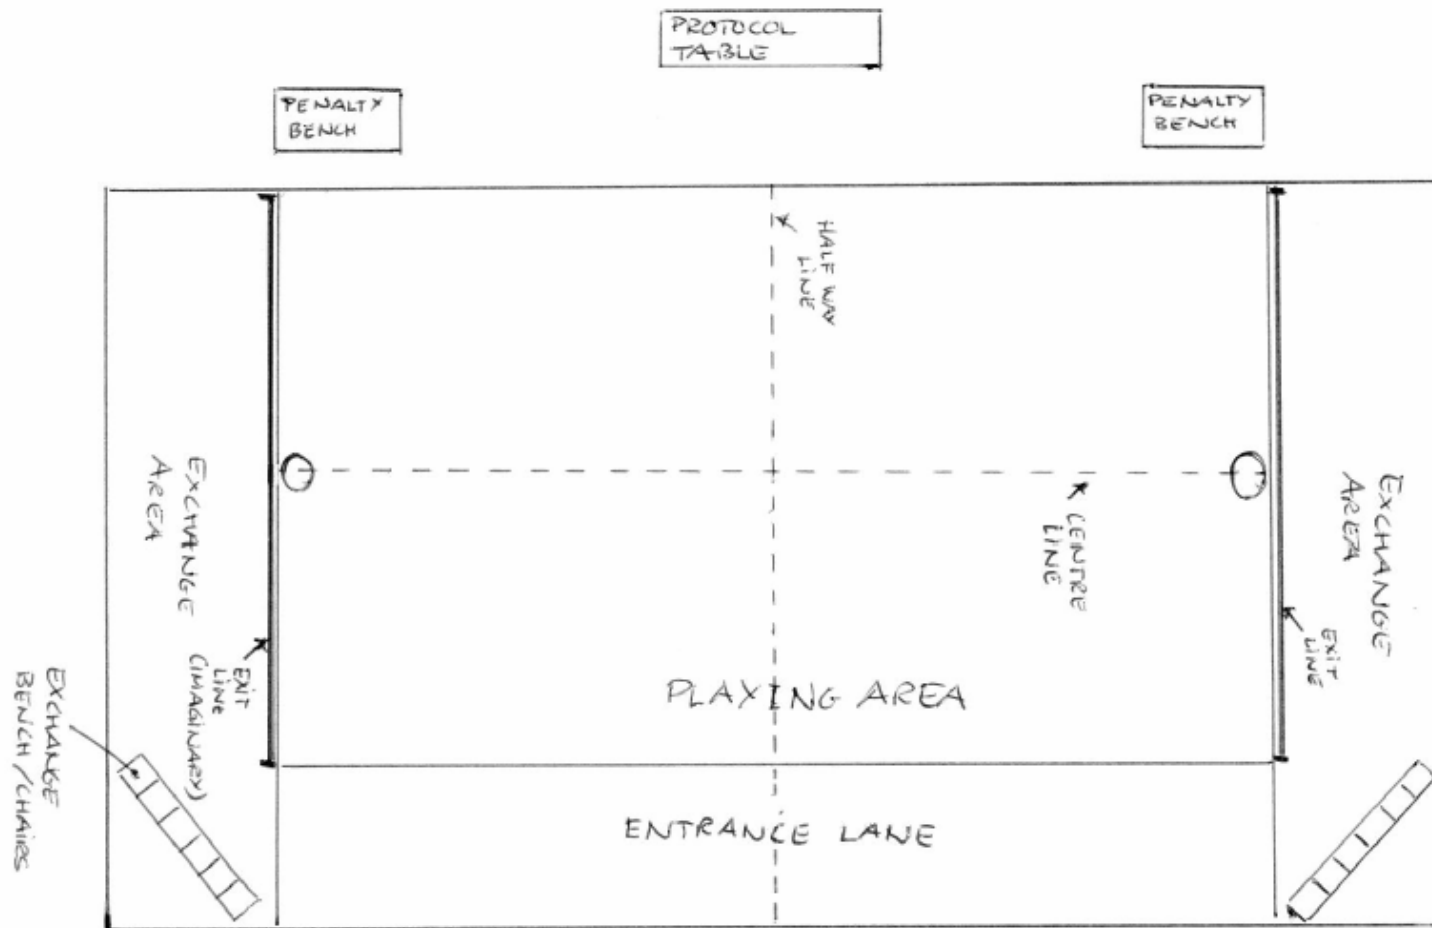 PROTOCOL
TABLE
PENALTY
BENCH
PENALTY
BENCH
HALF WAY
LINE
EXCHANGE
AREA
CENTRE
LINE
EXCHANGE
AREA
EXIT
LINE
(IMAGINARY)
EXIT
LINE
EXCHANGE
BENCH/CHAIRS
PLAYING AREA
ENTRANCE LANE